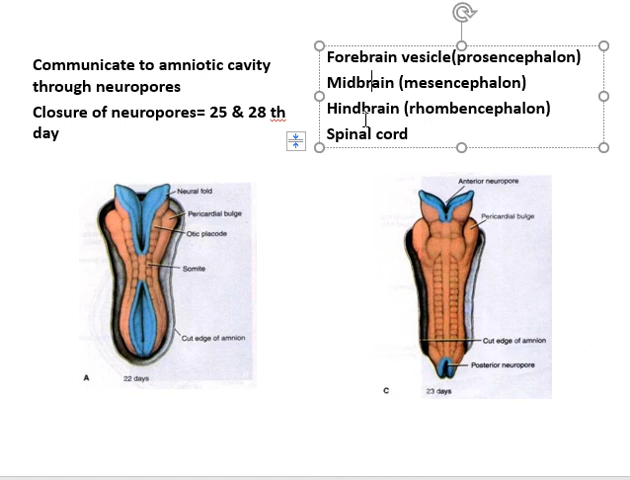 Communicate to amniotic cavity
through neuropores
Closure of neuropores= 25 & 28 th
day
Forebrain vesicle(prosencephalon)
Midbrain (mesencephalon)
Hindbrain (rhombencephalon)
Spinal cord
Neural fold
Pericardial bulge
Otic placode
Somite
Cut edge of amnion
A
22 days
Anterior neuropore
Pericardial bulge
Cut edge of amnion
Posterior neuropore
C
23 days